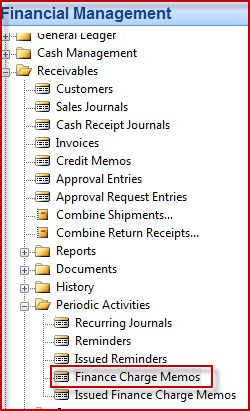 Financial Management
General Ledger
Cash Management
Receivables
Customers
Sales Journals
Cash Receipt Journals
Invoices
Credit Memos
Approval Entries
Approval Request Entries
Combine Shipments...
Combine Return Receipts...
Reports
Documents
History
Periodic Activities
Recurring Journals
Reminders
Issued Reminders
Finance Charge Memos
Issued Finance Charge Memos